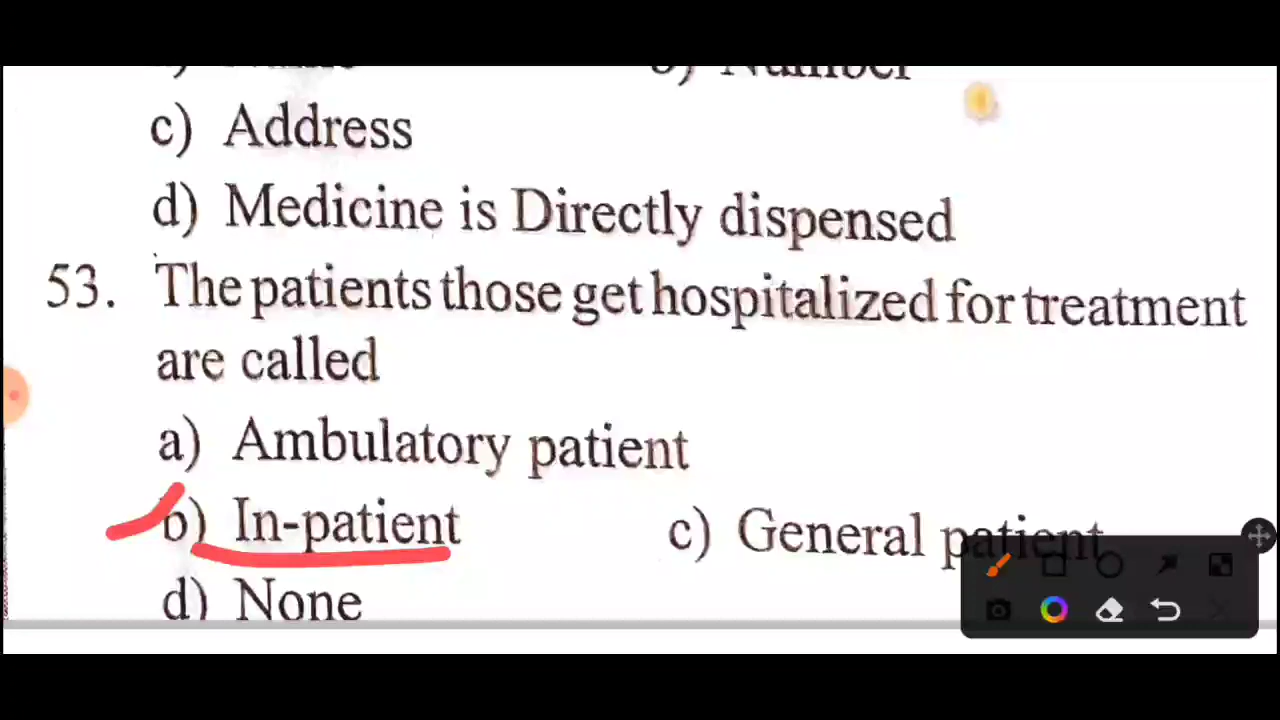 b) Number
c) Address
d) Medicine is Directly dispensed
53. The patients those get hospitalized for treatment
are called
a) Ambulatory patient
b) In-patient c) General patient
d) None